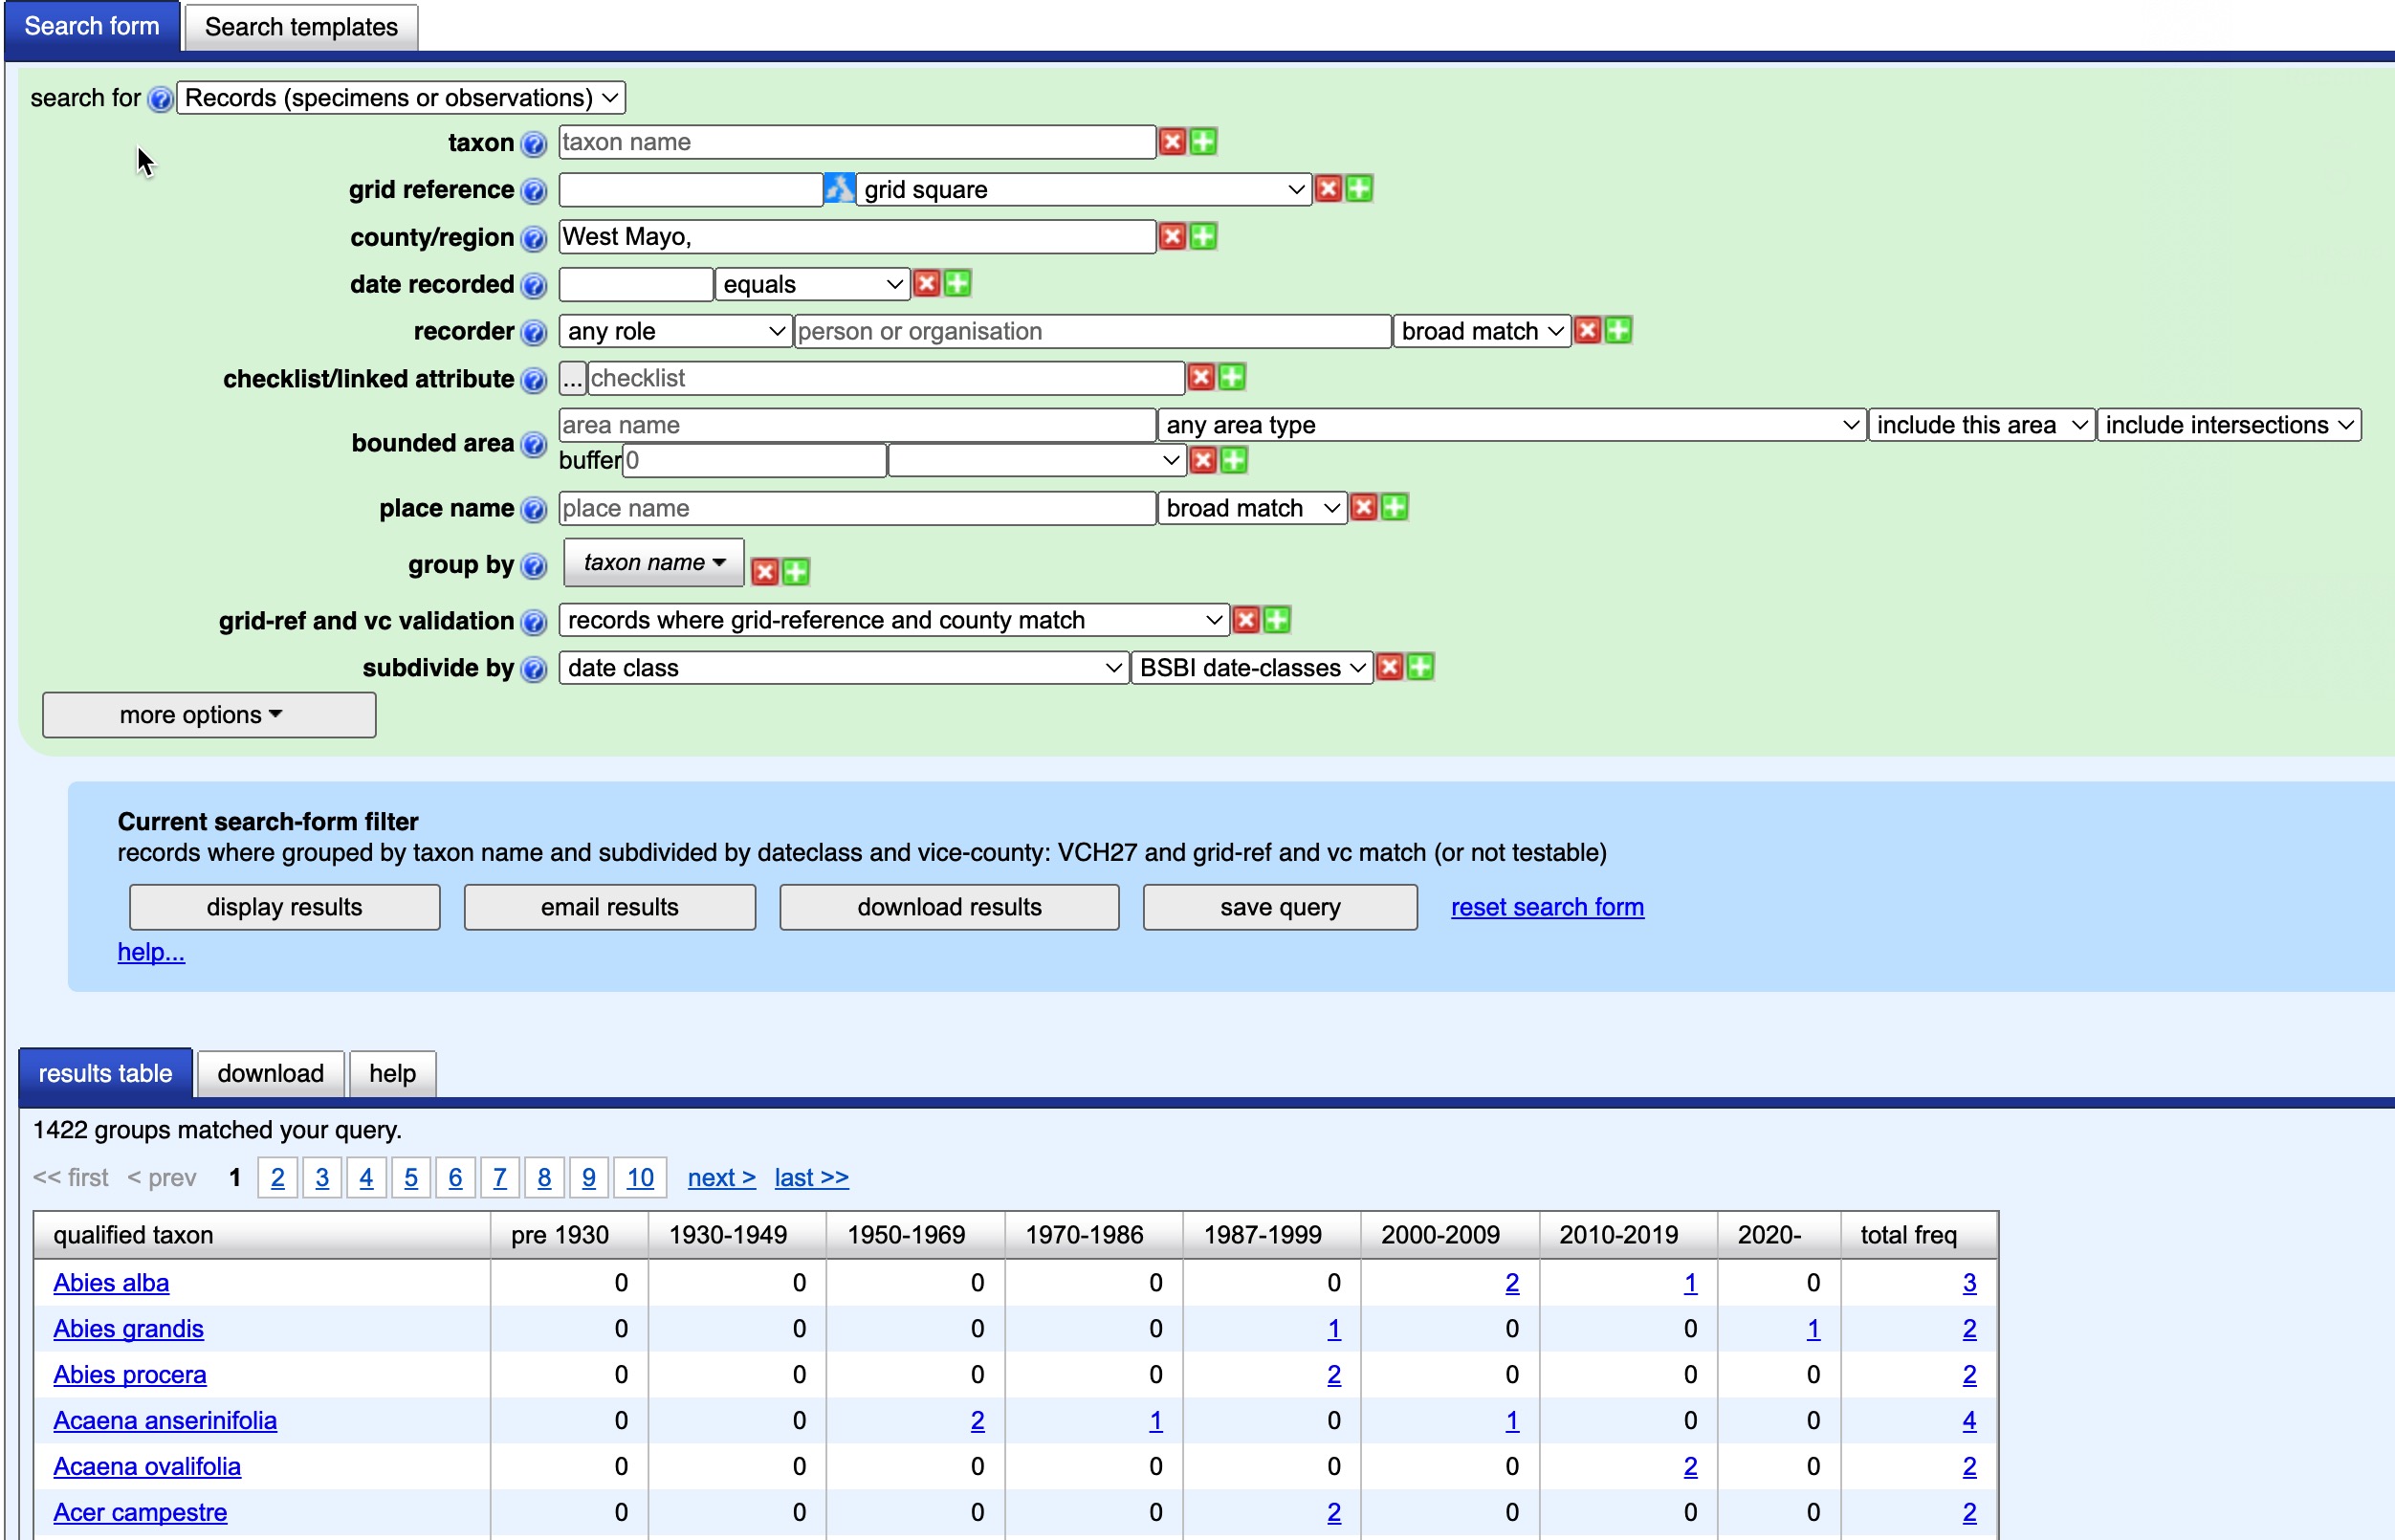 Search form Search templates
search for Records (specimens or observations)
taxon taxon name
grid reference grid square
county/region West Mayo,
date recorded equals
recorder any role person or organisation broad match
checklist/linked attribute ... checklist
bounded area area name any area type include this area include intersections
buffer 0
place name place name broad match
group by taxon name
grid-ref and vc validation records where grid-reference and county match
subdivide by date class BSBI date-classes
more options
Current search-form filter
records where grouped by taxon name and subdivided by dateclass and vice-county: VCH27 and grid-ref and vc match (or not testable)
display results email results download results save query reset search form
help...
results table download help
1422 groups matched your query.
<< first < prev 1 2 3 4 5 6 7 8 9 10 next > last >>
qualified taxon pre 1930 1930-1949 1950-1969 1970-1986 1987-1999 2000-2009 2010-2019 2020- total freq
Abies alba 0 0 0 0 0 2 1 0 3
Abies grandis 0 0 0 0 1 0 0 1 2
Abies procera 0 0 0 0 2 0 0 0 2
Acaena anserinifolia 0 0 2 1 0 1 0 0 4
Acaena ovalifolia 0 0 0 0 0 0 2 0 2
Acer campestre 0 0 0 0 2 0 0 0 2